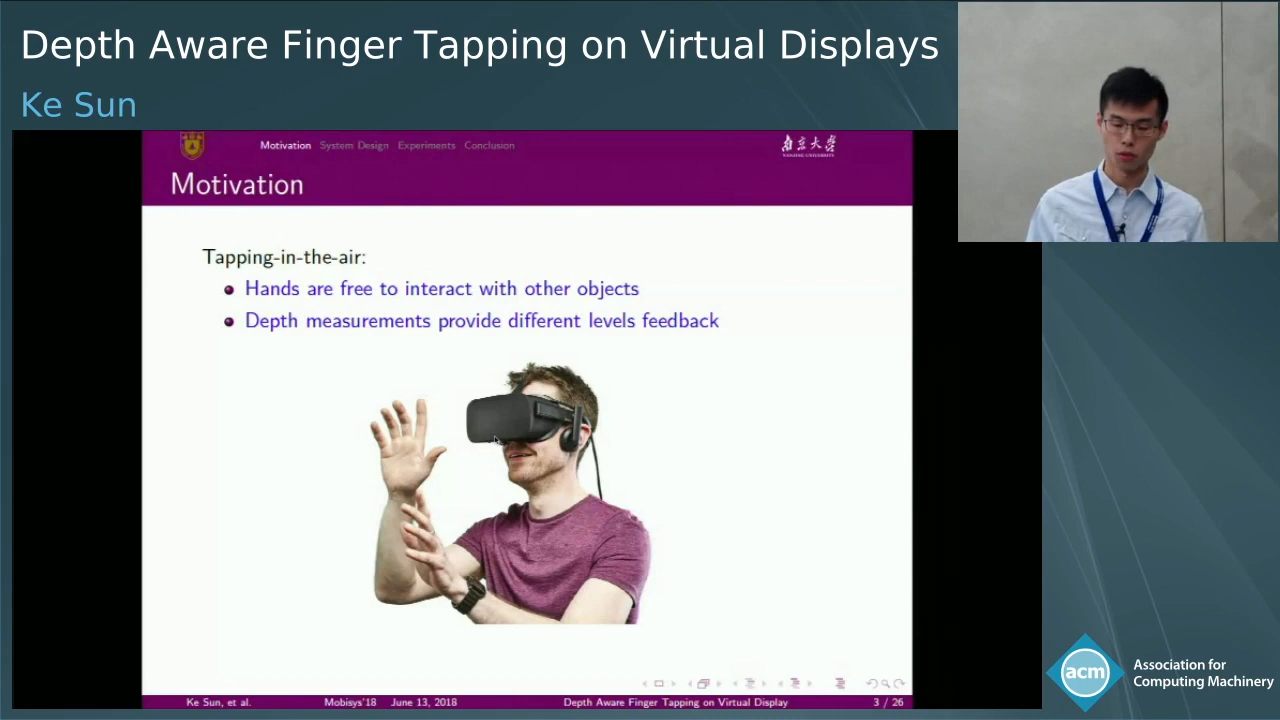 Depth Aware Finger Tapping on Virtual Displays
Ke Sun
Motivation System Design Experiments Conclusion
南京大學
NANJING UNIVERSITY
Motivation
Tapping-in-the-air:
Hands are free to interact with other objects
Depth measurements provide different levels feedback
Ke Sun, et al. Mobisys'18 June 13, 2018 Depth Aware Finger Tapping on Virtual Display 3 / 26
acm
Association for
Computing Machinery